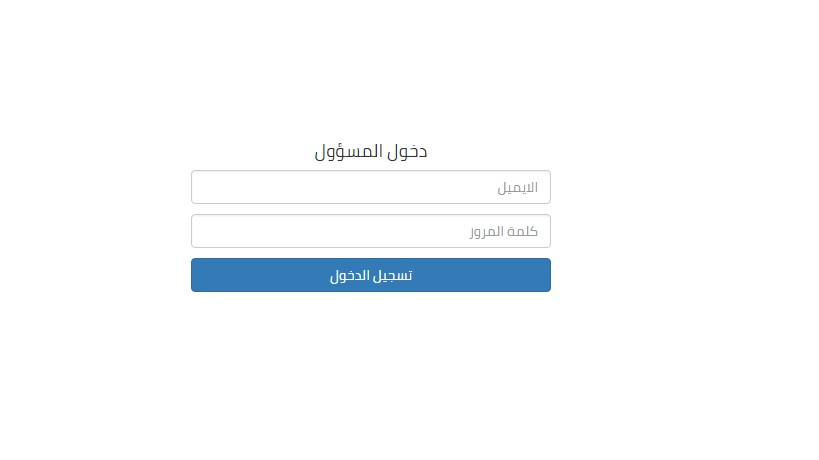 دخول المسؤول
الايميل
كلمة المرور
تسجيل الدخول